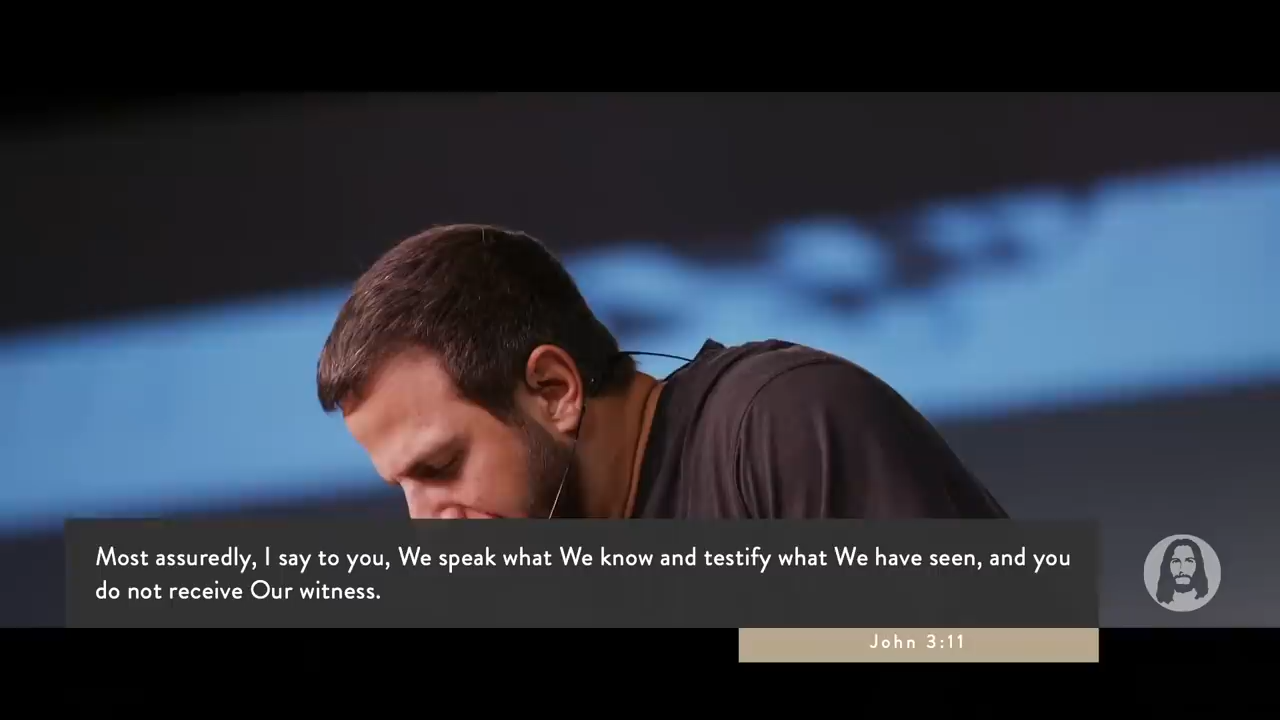 Most assuredly, I say to you, We speak what We know and testify what We have seen, and you
do not receive Our witness.
John 3:11